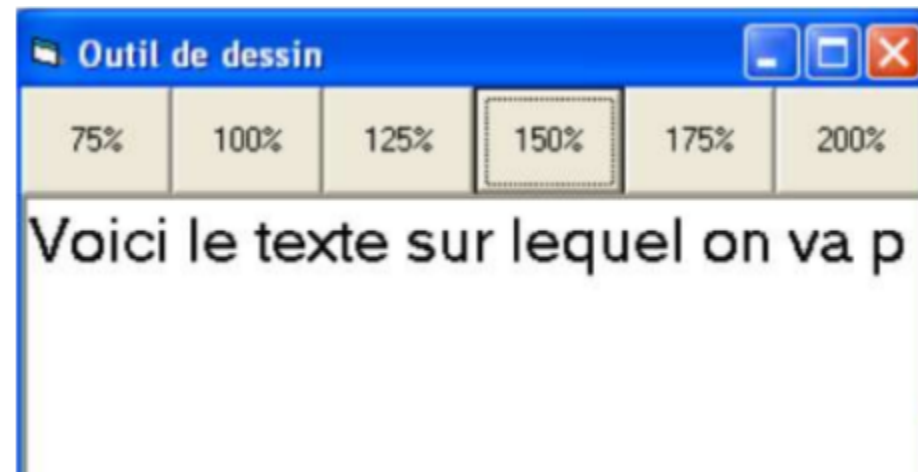 Outil de dessin
75% 100% 125% 150% 175% 200%
Voici le texte sur lequel on va p